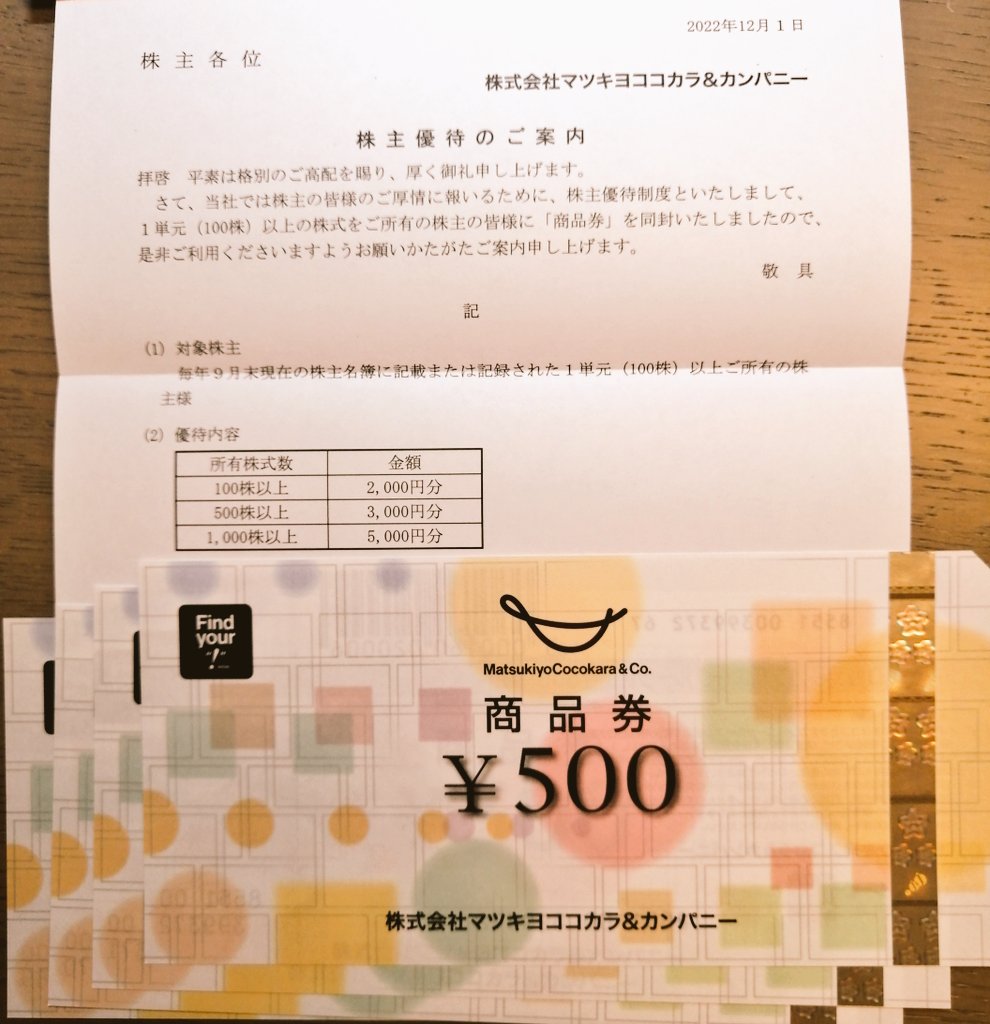 2022年12月1日
株主各位
株式会社マツキヨココカラ&カンパニー
株主優待のご案内
拝啓　平素は格別のご高配を賜り、厚く御礼申し上げます。
さて、当社では株主の皆様のご厚情に報いるために、株主優待制度といたしまして、
1単元（100株）以上の株式をご所有の株主の皆様に「商品券」を同封いたしましたので、
是非ご利用くださいますようお願いかたがたご案内申し上げます。
敬具
記
(1) 対象株主
毎年9月末現在の株主名簿に記載または記録された1単元（100株）以上ご所有の株
主様
(2) 優待内容
所有株式数 金額
100株以上 2,000円分
500株以上 3,000円分
1,000株以上 5,000円分
Find
your
"!"
MatsukiyoCocokara&Co.
商品券
¥500
株式会社マツキヨココカラ&カンパニー